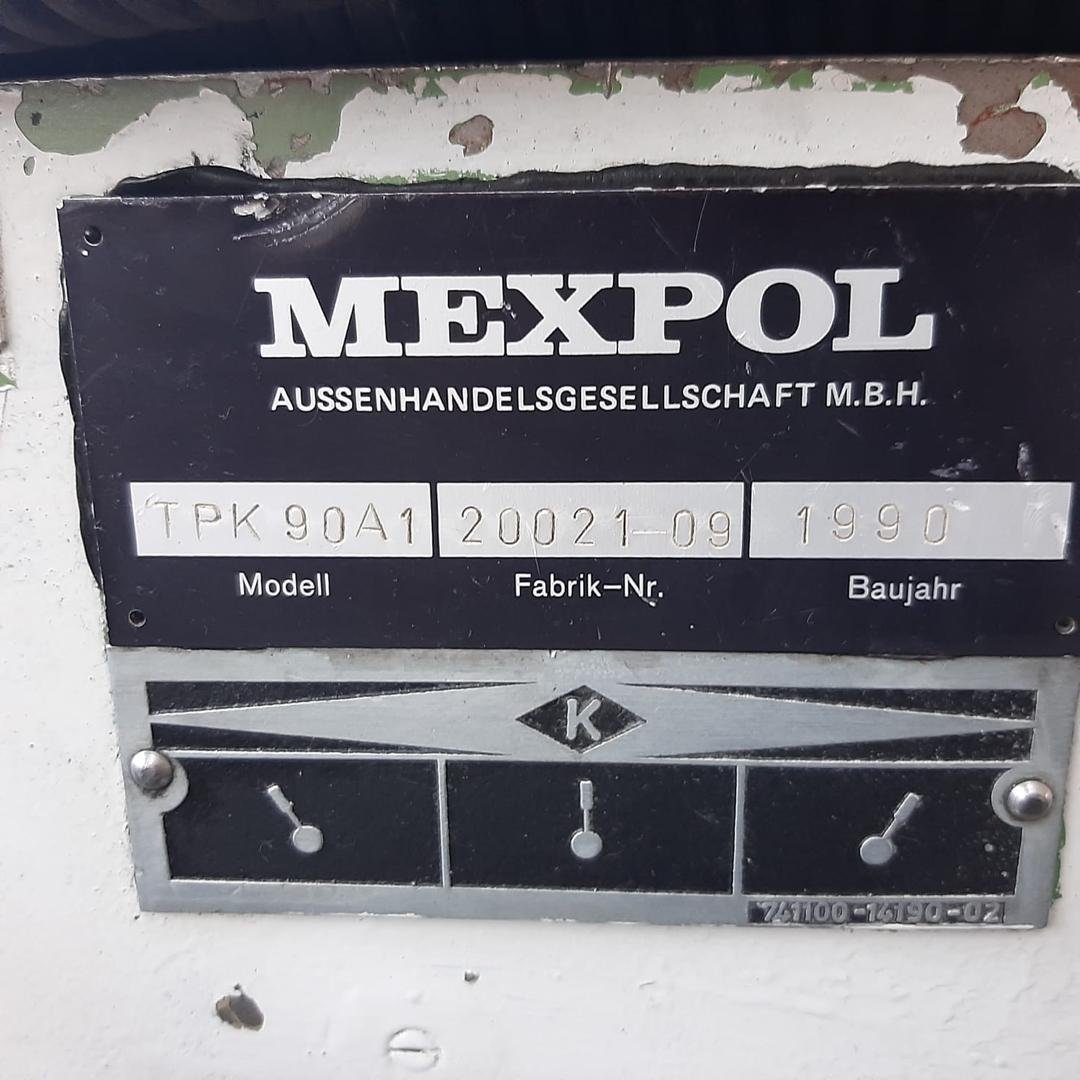 MEXPOL
AUSSENHANDELSGESELLSCHAFT M.B.H.
TPK 90A1 20021-09 1990
Modell Fabrik-Nr. Baujahr
K
741100-14190-02